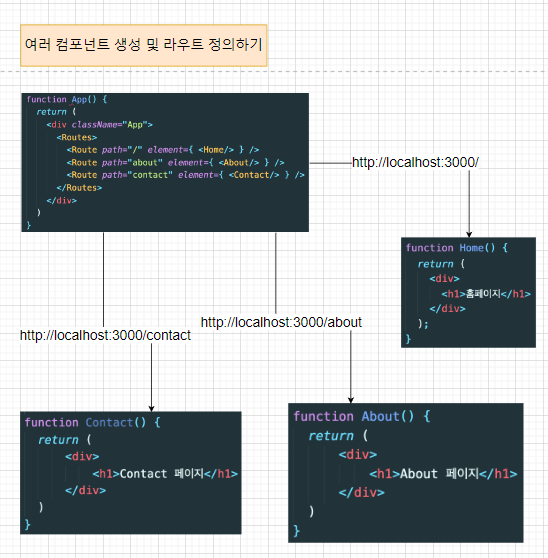 여러 컴포넌트 생성 및 라우트 정의하기
function App() {
return (
<div className="App">
<Routes>
<Route path="/" element={ <Home/> } />
<Route path="about" element={ <About/> } />
<Route path="contact" element={ <Contact/> } />
</Routes>
</div>
)
}
http://localhost:3000/
function Home() {
return (
<div>
<h1>홈페이지</h1>
</div>
);
}
http://localhost:3000/about
http://localhost:3000/contact
function Contact() {
return (
<div>
<h1>Contact 페이지</h1>
</div>
)
}
function About() {
return (
<div>
<h1>About 페이지</h1>
</div>
)
}